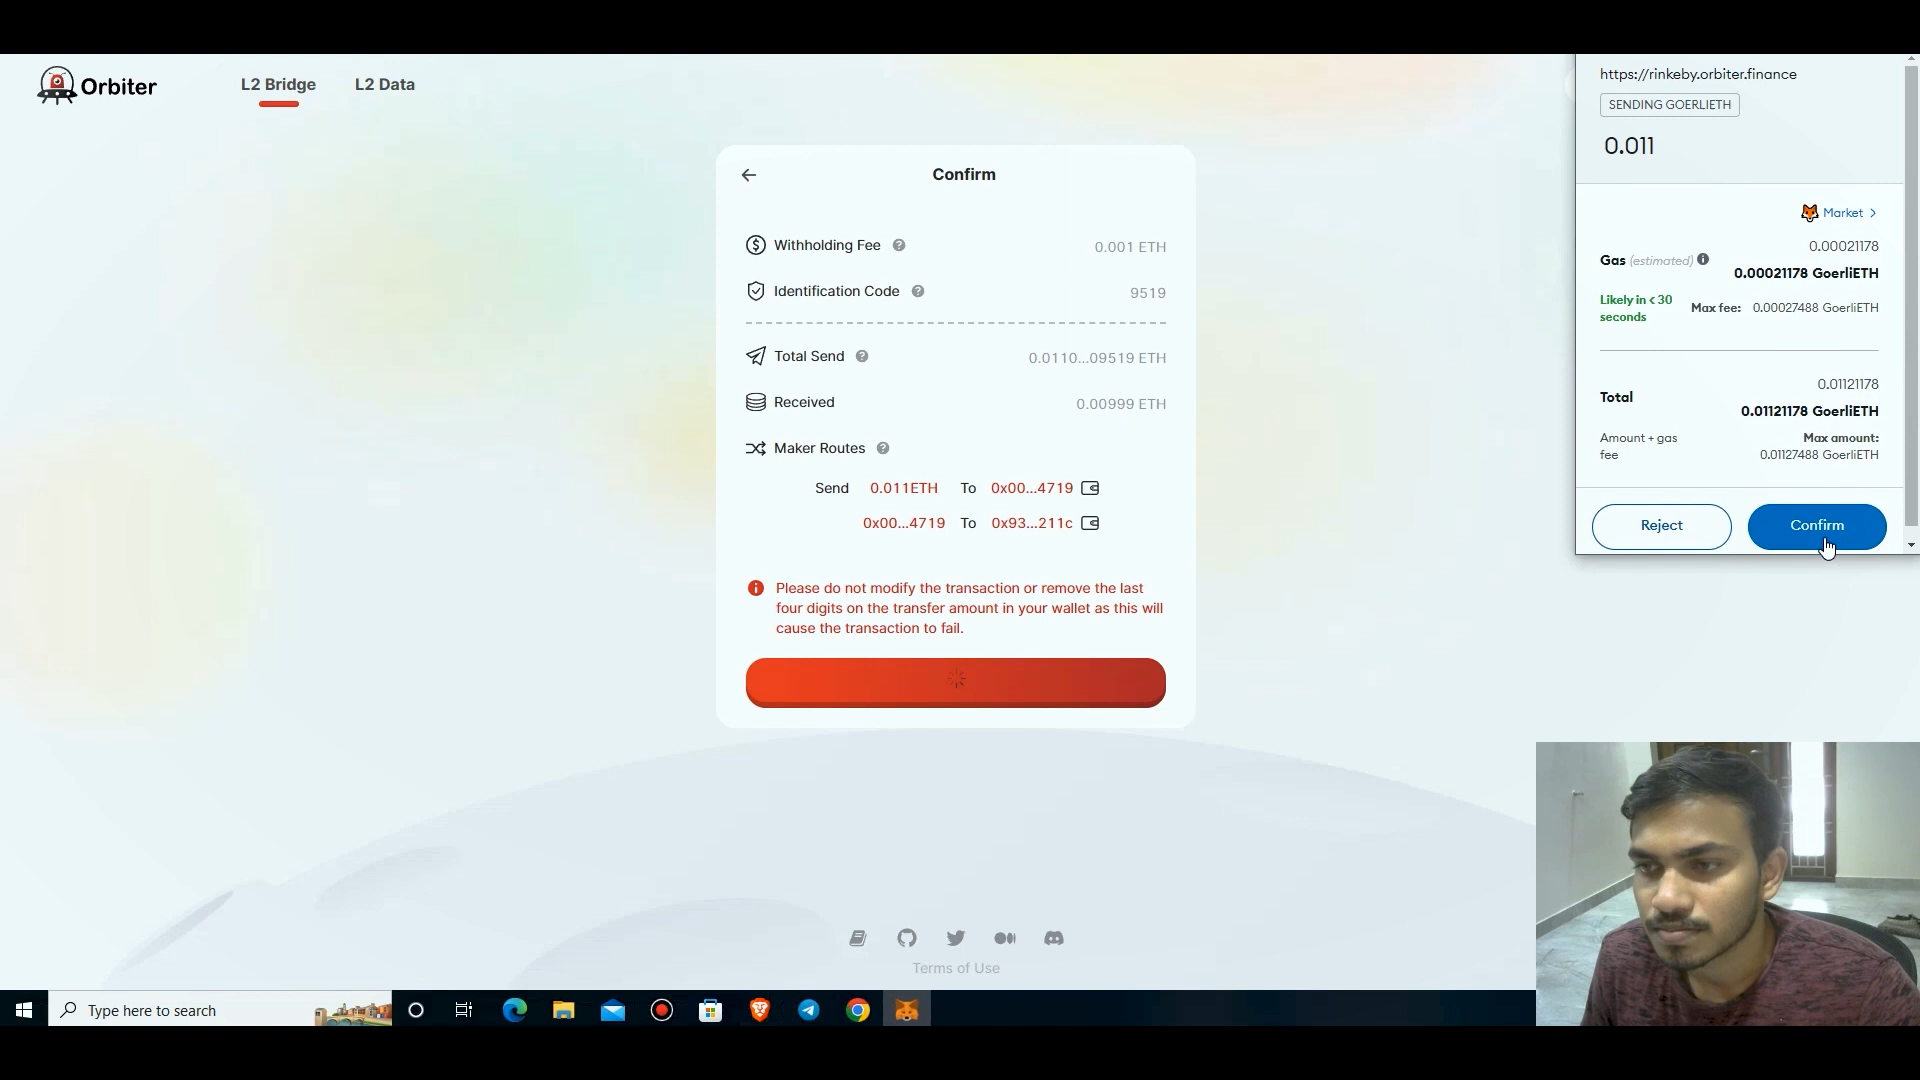 Orbiter
L2 Bridge
L2 Data
Confirm
Withholding Fee
0.001 ETH
Identification Code
9519
Total Send
0.0110...09519 ETH
Received
0.00999 ETH
Maker Routes
Send 0.011ETH To 0x00...4719
0x00...4719 To 0x93...211c
Please do not modify the transaction or remove the last
four digits on the transfer amount in your wallet as this will
cause the transaction to fail.
Terms of Use
https://rinkeby.orbiter.finance
SENDING GOERLIETH
0.011
Market >
0.00021178
Gas (estimated)
0.00021178 GoerliETH
Likely in < 30
seconds
Max fee: 0.00027488 GoerliETH
0.01121178
Total
0.01121178 GoerliETH
Amount + gas
fee
Max amount:
0.01127488 GoerliETH
Reject
Confirm
Type here to search